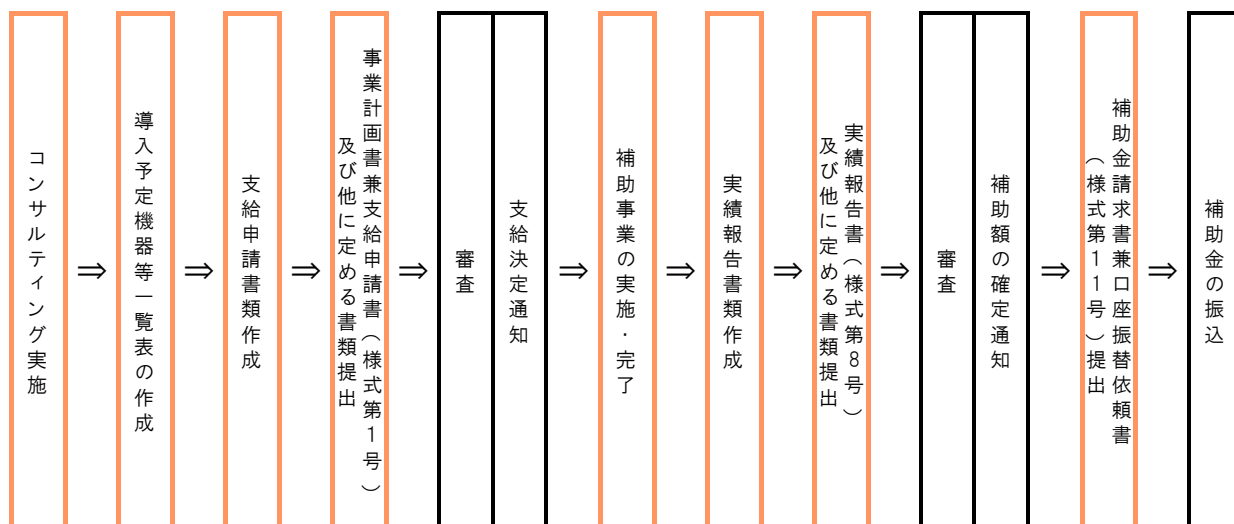 コンサルティング実施
⇒
導入予定機器等一覧表の作成
⇒
支給申請書類作成
⇒
事業計画書兼支給申請書（様式第１号）
及び他に定める書類提出
⇒
審査
支給決定通知
⇒
補助事業の実施・完了
⇒
実績報告書類作成
⇒
実績報告書（様式第８号）
及び他に定める書類提出
⇒
審査
補助額の確定通知
⇒
補助金請求書兼口座振替依頼書
（様式第１１号）提出
⇒
補助金の振込